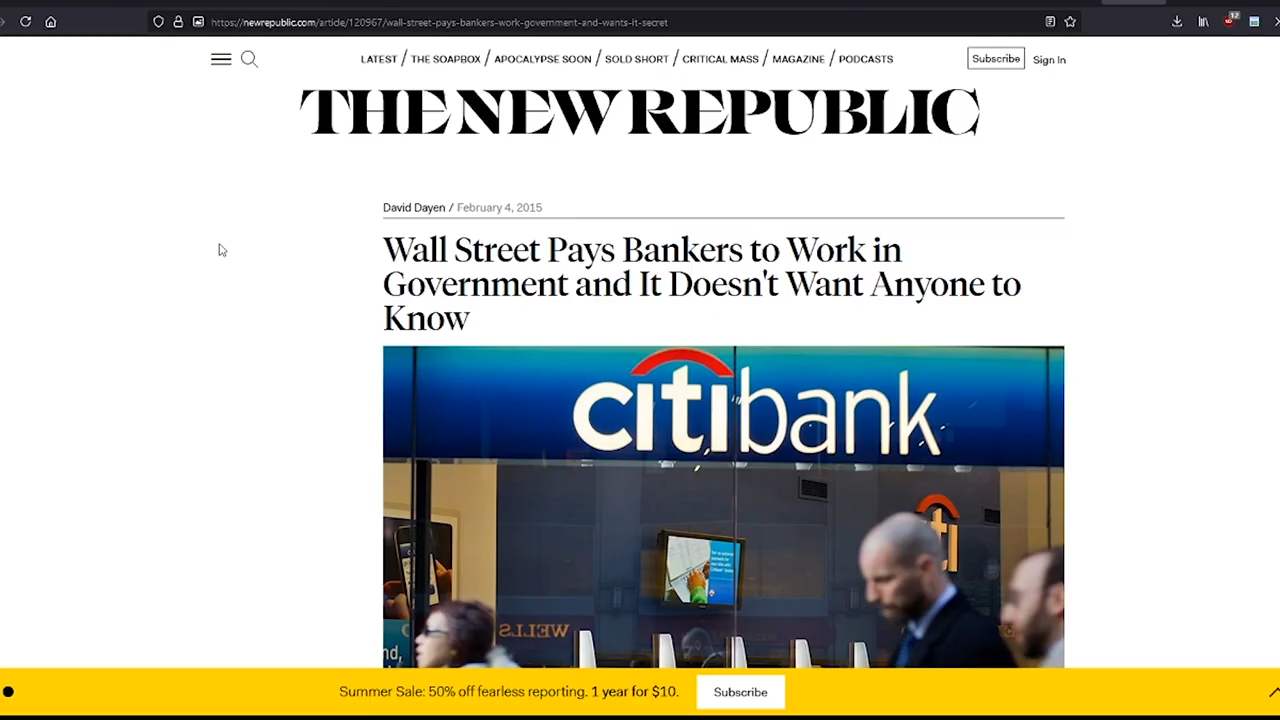 https://newrepublic.com/article/120967/wall-street-pays-bankers-work-government-and-wants-it-secret
12
LATEST / THE SOAPBOX / APOCALYPSE SOON / SOLD SHORT / CRITICAL MASS / MAGAZINE / PODCASTS
Subscribe
Sign In
THE NEW REPUBLIC
David Dayen / February 4, 2015
Wall Street Pays Bankers to Work in
Government and It Doesn't Want Anyone to
Know
citibank
WELLS
Summer Sale: 50% off fearless reporting. 1 year for $10.
Subscribe